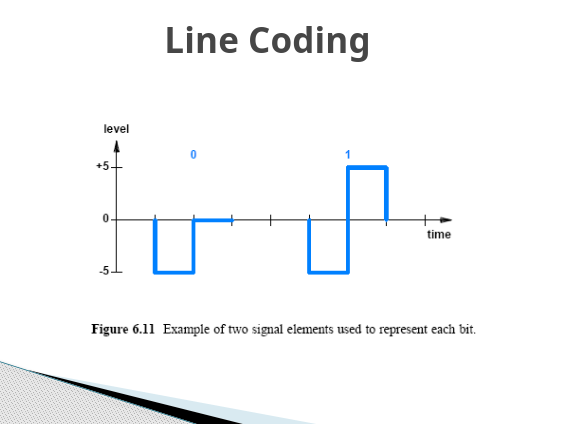 Line Coding
level
0 1
+5
0
time
-5
Figure 6.11 Example of two signal elements used to represent each bit.